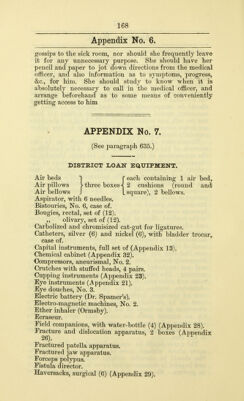 168
Appendix No. 6.
gossips to the sick room, nor should she frequently leave
it for any unnecessary purpose. She should have her
pencil and paper to jot down directions from the medical
officer, and also information as to symptoms, progress,
&c., for him. She should study to know when it is
absolutely necessary to call in the medical officer, and
arrange beforehand as to some means of conveniently
getting access to him
APPENDIX No. 7.
(See paragraph 635.)
DISTRICT LOAN EQUIPMENT.
Air beds } { each containing 1 air bed,
Air pillows } three boxes { 2 cushions (round and
Air bellows } { square), 2 bellows.
Aspirator, with 6 needles.
Bistouries, No. 6, case of.
Bougies, rectal, set of (12).
„ olivary, set of (12).
Carbolized and chromisized cat-gut for ligatures.
Catheters, silver (6) and nickel (6), with bladder trocar,
case of.
Capital instruments, full set of (Appendix 13).
Chemical cabinet (Appendix 32).
Compressors, aneurismal, No. 2.
Crutches with stuffed heads, 4 pairs.
Cupping instruments (Appendix 23).
Eye instruments (Appendix 21).
Eye douches, No. 3.
Electric battery (Dr. Spamer's).
Electro-magnetic machines, No. 2.
Ether inhaler (Ormsby).
Ecraseur.
Field companions, with water-bottle (4) (Appendix 28).
Fracture and dislocation apparatus, 2 boxes (Appendix
26).
Fractured patella apparatus.
Fractured jaw apparatus.
Forceps polypus.
Fistula director.
Haversacks, surgical (6) (Appendix 29).